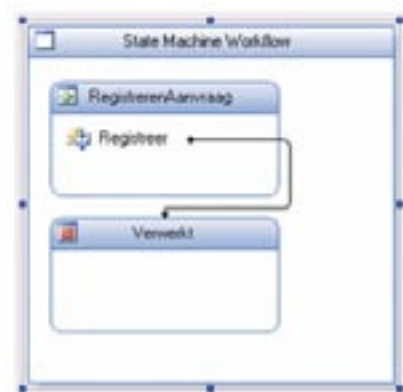 State Machine Workflow
RegistrerenAanvraag
Registreer
Verwerkt